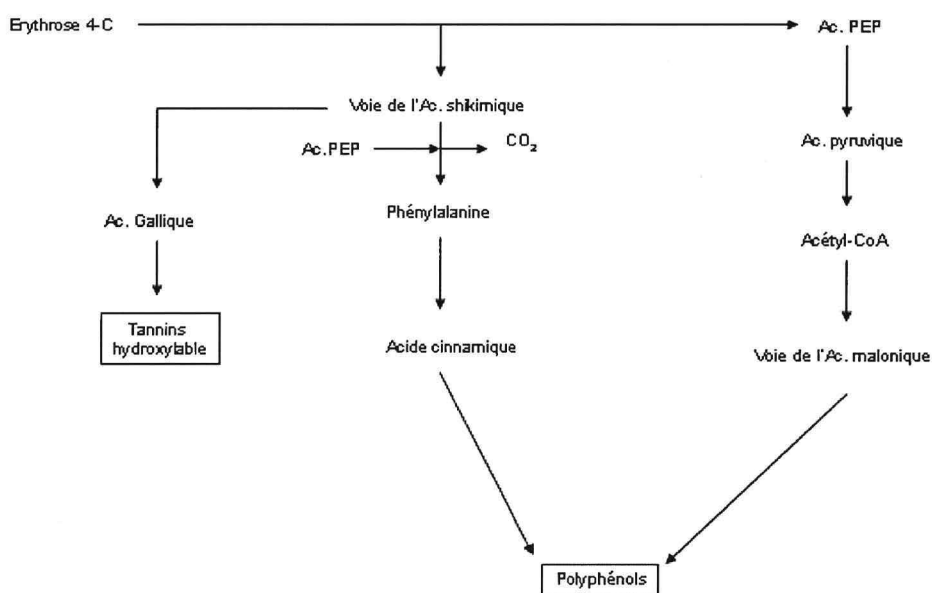 Erythrose 4-C
Ac. PEP
Voie de l'Ac. shikimique
Ac.PEP
CO₂
Ac. pyruvique
Ac. Gallique
Phénylalanine
Acétyl-CoA
Tannins
hydroxylable
Acide cinnamique
Voie de l'Ac. malonique
Polyphénols